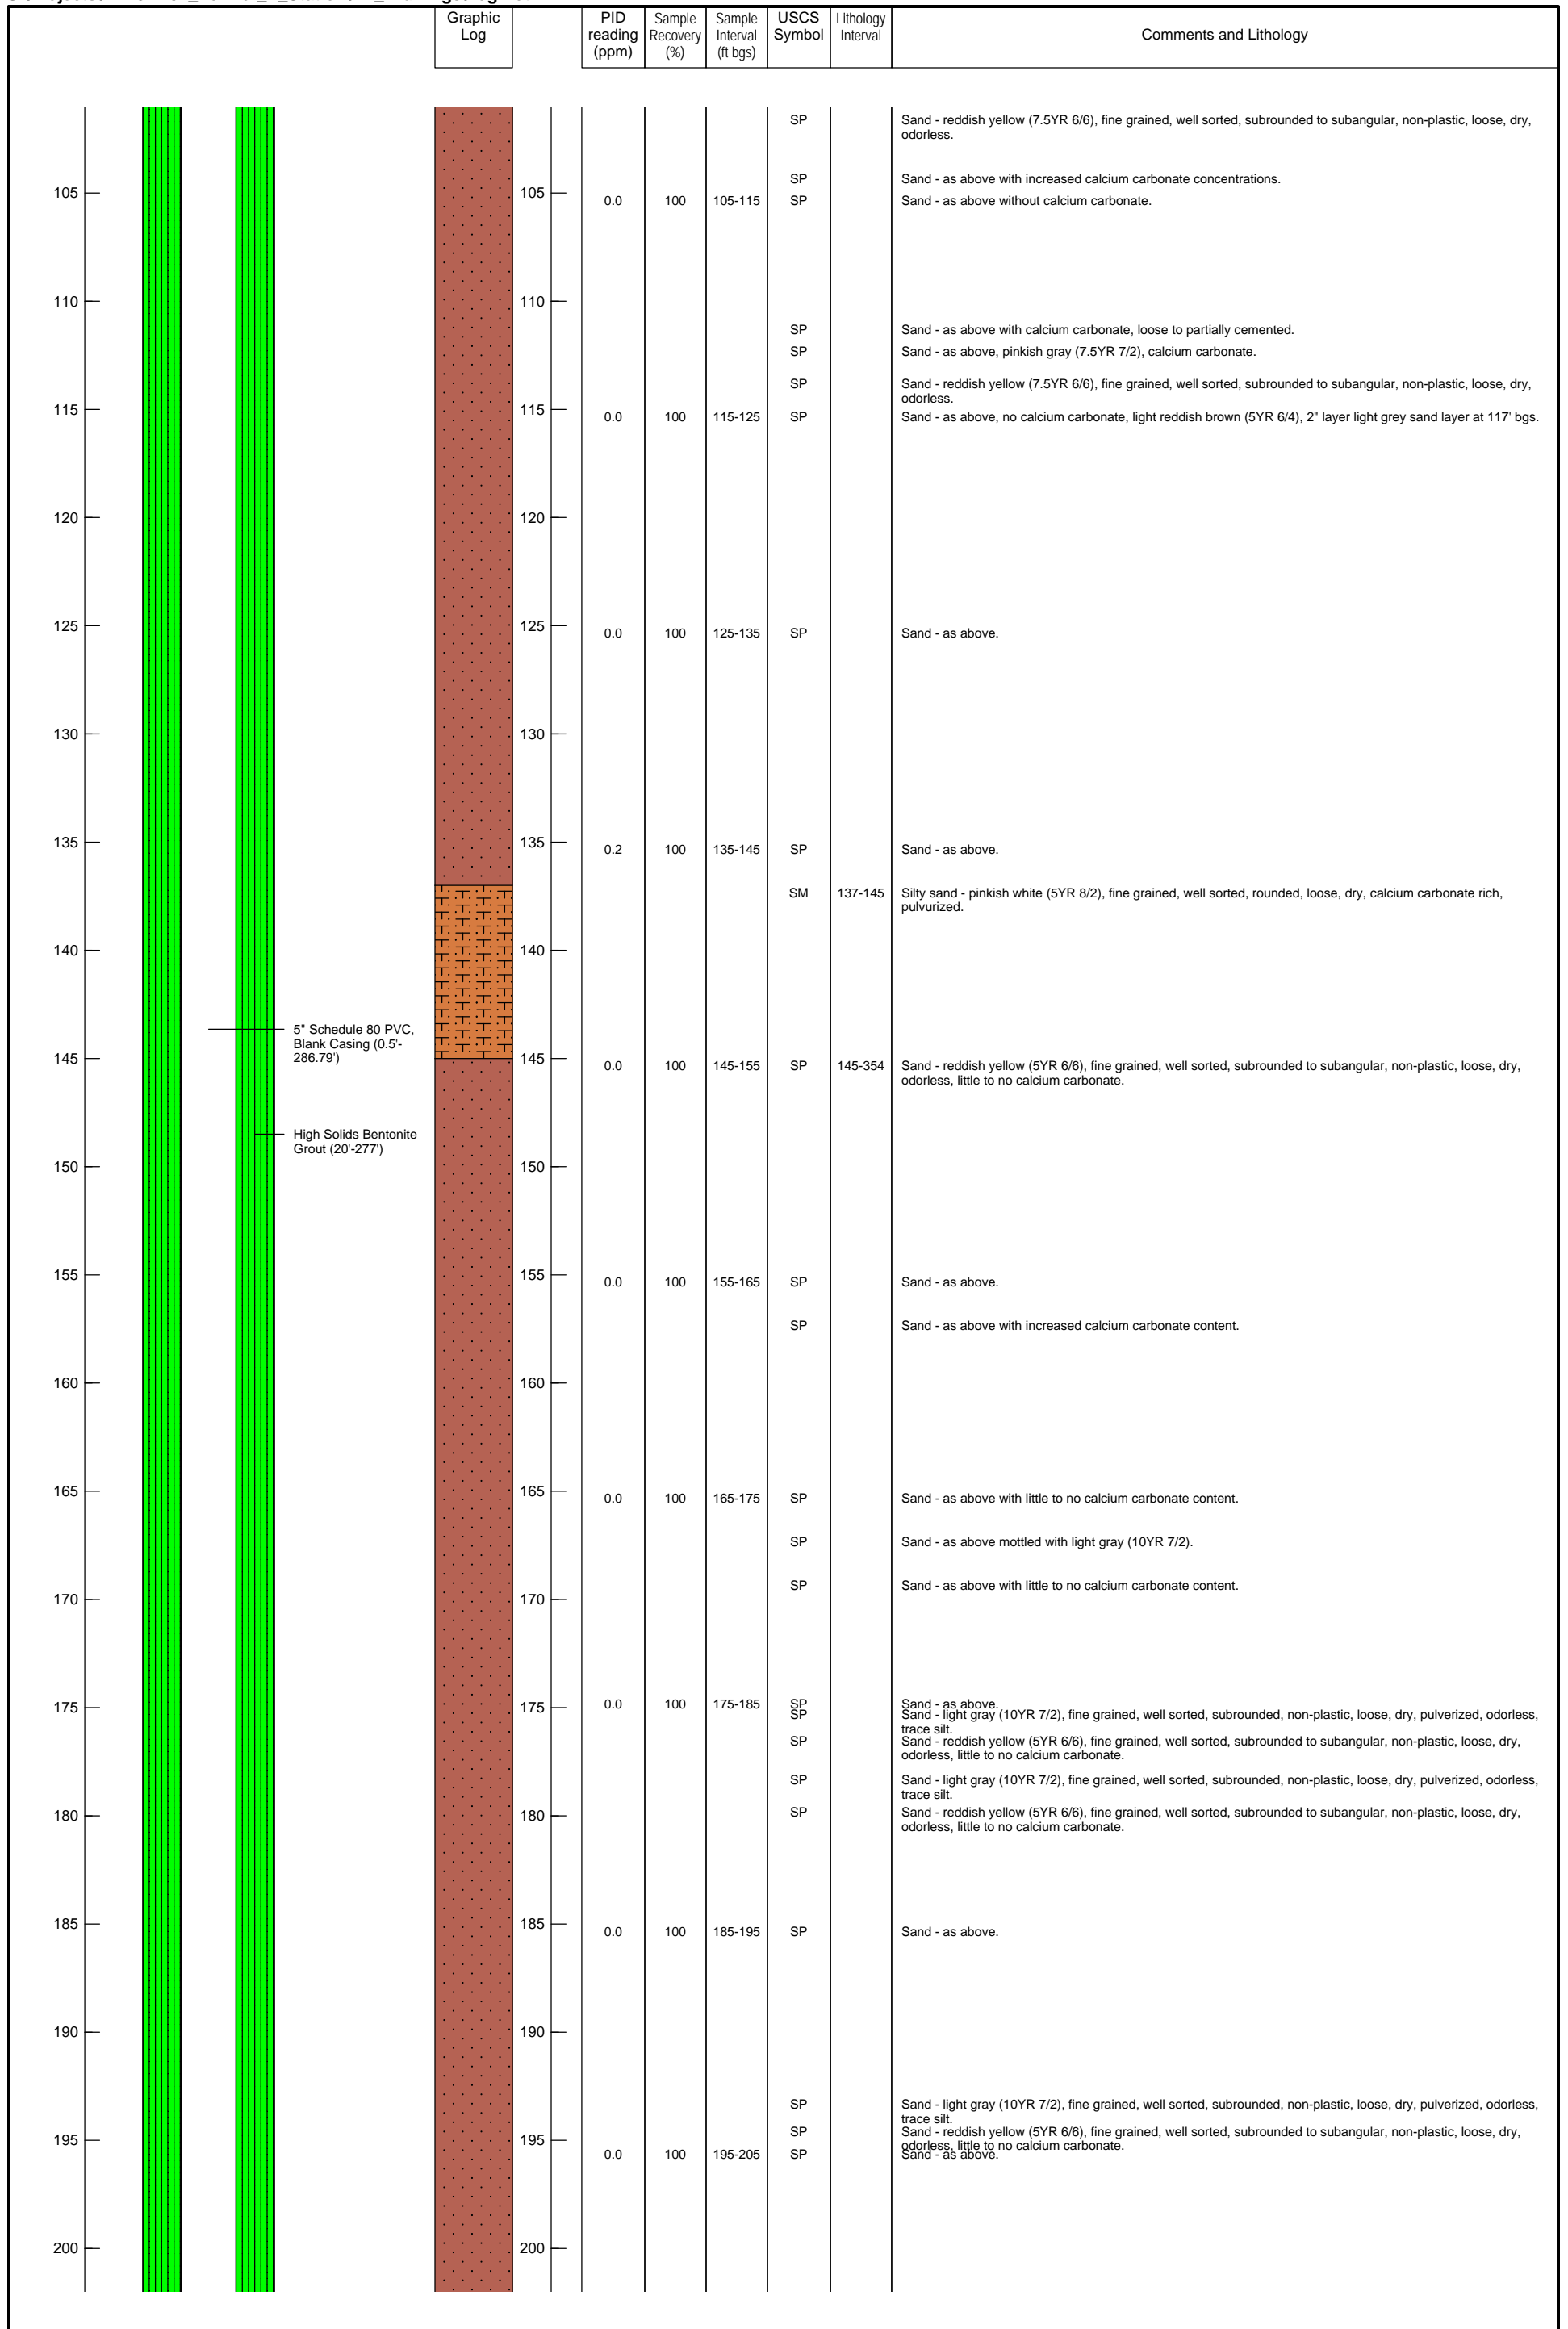 Graphic Log
PID reading (ppm)
Sample Recovery (%)
Sample Interval (ft bgs)
USCS Symbol
Lithology Interval
Comments and Lithology
SP Sand - reddish yellow (7.5YR 6/6), fine grained, well sorted, subrounded to subangular, non-plastic, loose, dry,
odorless.
SP Sand - as above with increased calcium carbonate concentrations.
105 105 0.0 100 105-115 SP Sand - as above without calcium carbonate.
110 110
SP Sand - as above with calcium carbonate, loose to partially cemented.
SP Sand - as above, pinkish gray (7.5YR 7/2), calcium carbonate.
SP Sand - reddish yellow (7.5YR 6/6), fine grained, well sorted, subrounded to subangular, non-plastic, loose, dry,
odorless.
115 115 0.0 100 115-125 SP Sand - as above, no calcium carbonate, light reddish brown (5YR 6/4), 2" layer light grey sand layer at 117' bgs.
120 120
125 125 0.0 100 125-135 SP Sand - as above.
130 130
135 135 0.2 100 135-145 SP Sand - as above.
SM 137-145 Silty sand - pinkish white (5YR 8/2), fine grained, well sorted, rounded, loose, dry, calcium carbonate rich,
pulvurized.
140 140
5" Schedule 80 PVC,
Blank Casing (0.5'-
286.79')
145 145 0.0 100 145-155 SP 145-354 Sand - reddish yellow (5YR 6/6), fine grained, well sorted, subrounded to subangular, non-plastic, loose, dry,
odorless, little to no calcium carbonate.
High Solids Bentonite
Grout (20'-277')
150 150
155 155 0.0 100 155-165 SP Sand - as above.
SP Sand - as above with increased calcium carbonate content.
160 160
165 165 0.0 100 165-175 SP Sand - as above with little to no calcium carbonate content.
SP Sand - as above mottled with light gray (10YR 7/2).
SP Sand - as above with little to no calcium carbonate content.
170 170
175 175 0.0 100 175-185 SP Sand - as above.
SP Sand - light gray (10YR 7/2), fine grained, well sorted, subrounded, non-plastic, loose, dry, pulverized, odorless,
trace silt.
SP Sand - reddish yellow (5YR 6/6), fine grained, well sorted, subrounded to subangular, non-plastic, loose, dry,
odorless, little to no calcium carbonate.
SP Sand - light gray (10YR 7/2), fine grained, well sorted, subrounded, non-plastic, loose, dry, pulverized, odorless,
trace silt.
180 180 SP Sand - reddish yellow (5YR 6/6), fine grained, well sorted, subrounded to subangular, non-plastic, loose, dry,
odorless, little to no calcium carbonate.
185 185 0.0 100 185-195 SP Sand - as above.
190 190
SP Sand - light gray (10YR 7/2), fine grained, well sorted, subrounded, non-plastic, loose, dry, pulverized, odorless,
trace silt.
SP Sand - reddish yellow (5YR 6/6), fine grained, well sorted, subrounded to subangular, non-plastic, loose, dry,
odorless, little to no calcium carbonate.
195 195 0.0 100 195-205 SP Sand - as above.
200 200